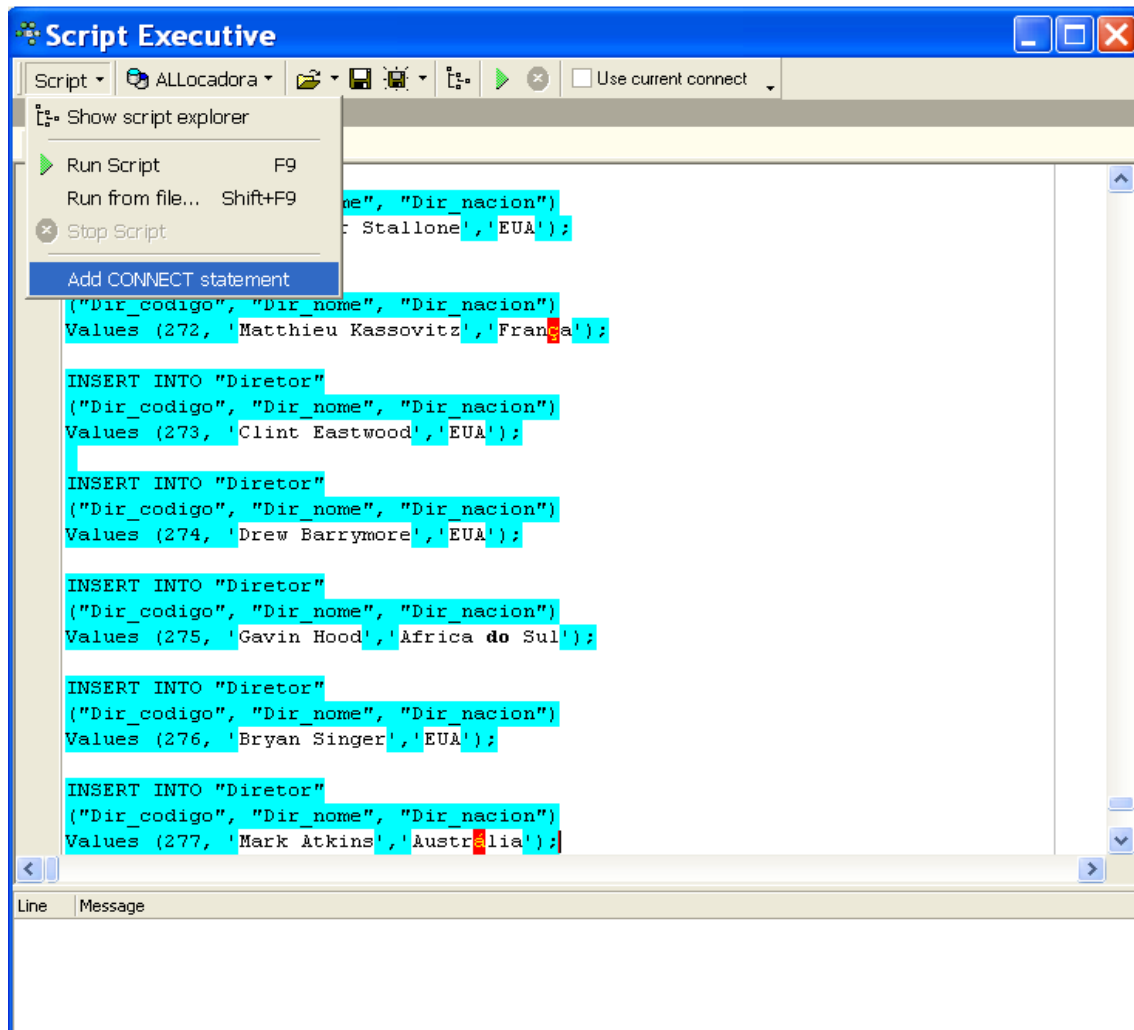 Script Executive
Script ALLocadora Use current connect
Show script explorer
Run Script F9
Run from file... Shift+F9
Stop Script
Add CONNECT statement
", "Dir_nacion")
Stallone','EUA');
("Dir_codigo", "Dir_nome", "Dir_nacion")
Values (272, 'Matthieu Kassovitz','França');
INSERT INTO "Diretor"
("Dir_codigo", "Dir_nome", "Dir_nacion")
Values (273, 'Clint Eastwood','EUA');
INSERT INTO "Diretor"
("Dir_codigo", "Dir_nome", "Dir_nacion")
Values (274, 'Drew Barrymore','EUA');
INSERT INTO "Diretor"
("Dir_codigo", "Dir_nome", "Dir_nacion")
Values (275, 'Gavin Hood','Africa do Sul');
INSERT INTO "Diretor"
("Dir_codigo", "Dir_nome", "Dir_nacion")
Values (276, 'Bryan Singer','EUA');
INSERT INTO "Diretor"
("Dir_codigo", "Dir_nome", "Dir_nacion")
Values (277, 'Mark Atkins','Austrália');
Line Message